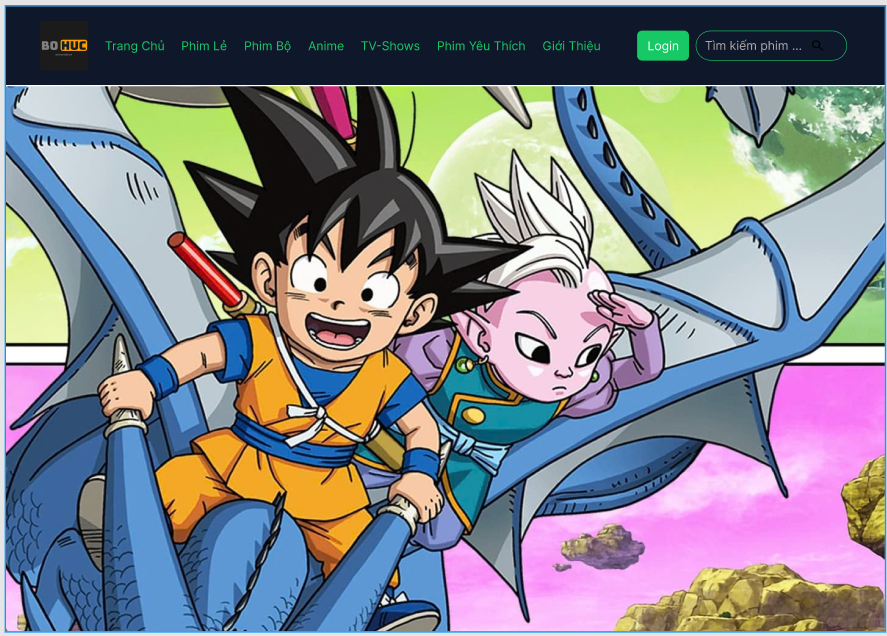 BO HUC
Trang Chủ Phim Lẻ Phim Bộ Anime TV-Shows Phim Yêu Thích Giới Thiệu Login Tìm kiếm phim ...